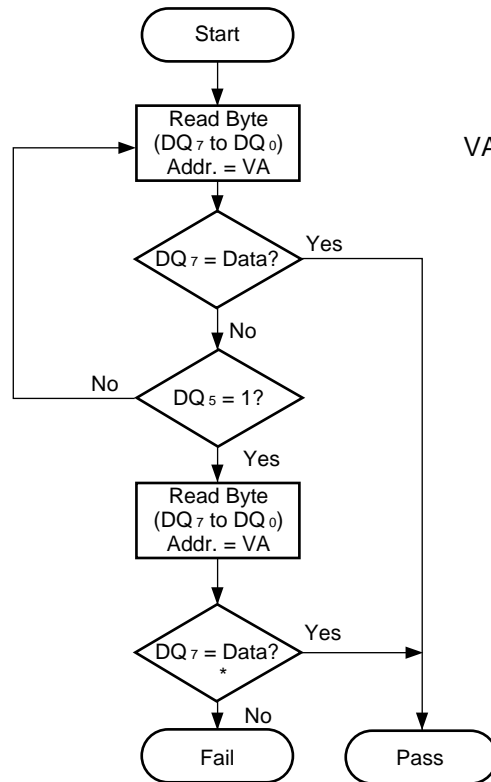 Start
Read Byte
(DQ7 to DQ0)
Addr. = VA
VA
DQ7 = Data?
Yes
No
No
DQ5 = 1?
Yes
Read Byte
(DQ7 to DQ0)
Addr. = VA
DQ7 = Data?
*
Yes
No
Fail
Pass